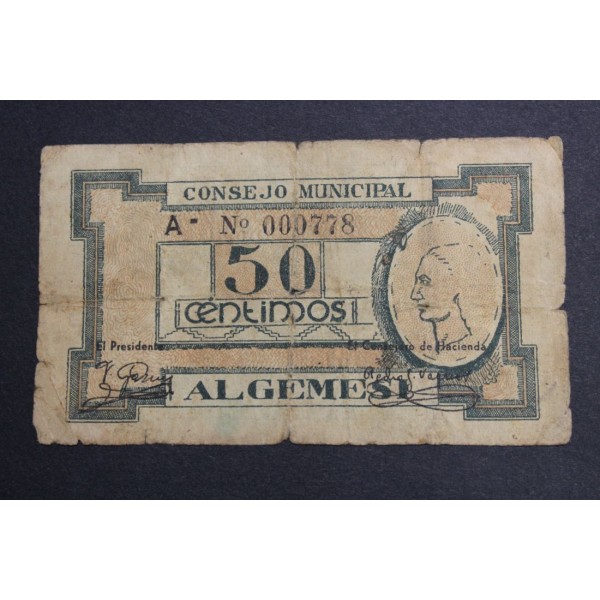 CONSEJO MUNICIPAL
A- Nº 000778
50
CÉNTIMOS
El Presidente
El Consejero de Hacienda
ALGEMESI